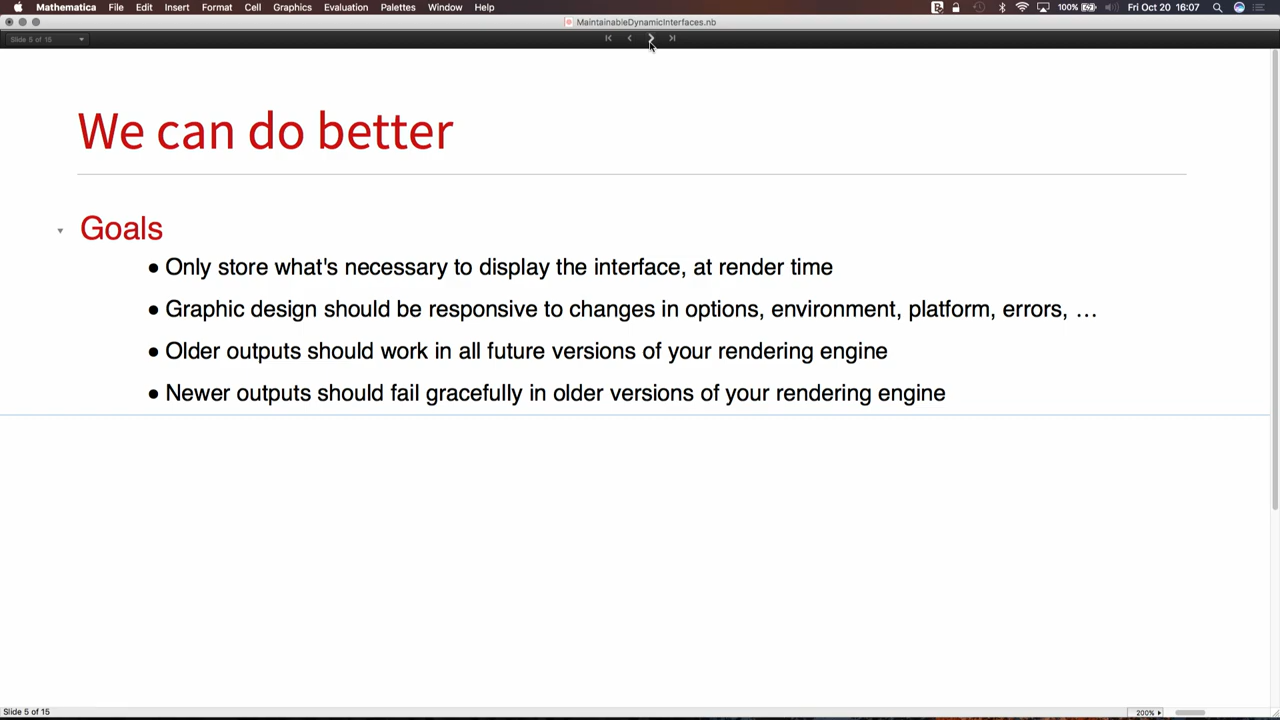 Mathematica File Edit Insert Format Cell Graphics Evaluation Palettes Window Help 100% Fri Oct 20 16:07
MaintainableDynamicInterfaces.nb
Slide 5 of 15
We can do better
Goals
● Only store what's necessary to display the interface, at render time
● Graphic design should be responsive to changes in options, environment, platform, errors, …
● Older outputs should work in all future versions of your rendering engine
● Newer outputs should fail gracefully in older versions of your rendering engine
Slide 5 of 15 200%